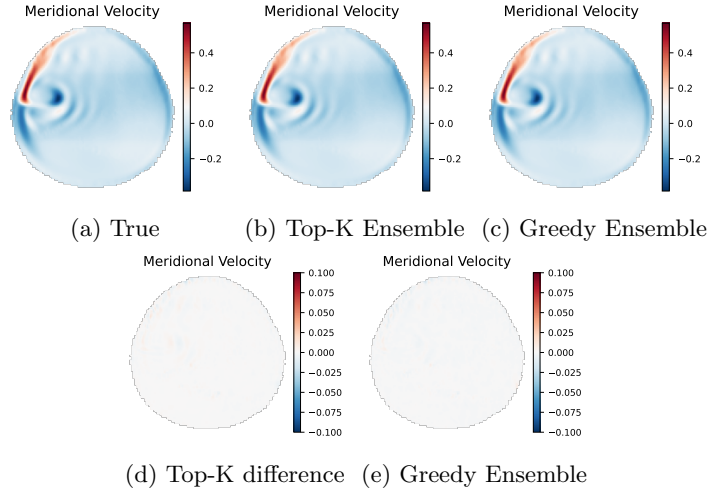 Meridional Velocity Meridional Velocity Meridional Velocity
0.4 0.4 0.4
0.2 0.2 0.2
0.0 0.0 0.0
−0.2 −0.2 −0.2
(a) True (b) Top-K Ensemble (c) Greedy Ensemble
Meridional Velocity Meridional Velocity
0.100 0.100
0.075 0.075
0.050 0.050
0.025 0.025
0.000 0.000
−0.025 −0.025
−0.050 −0.050
−0.075 −0.075
−0.100 −0.100
(d) Top-K difference (e) Greedy Ensemble